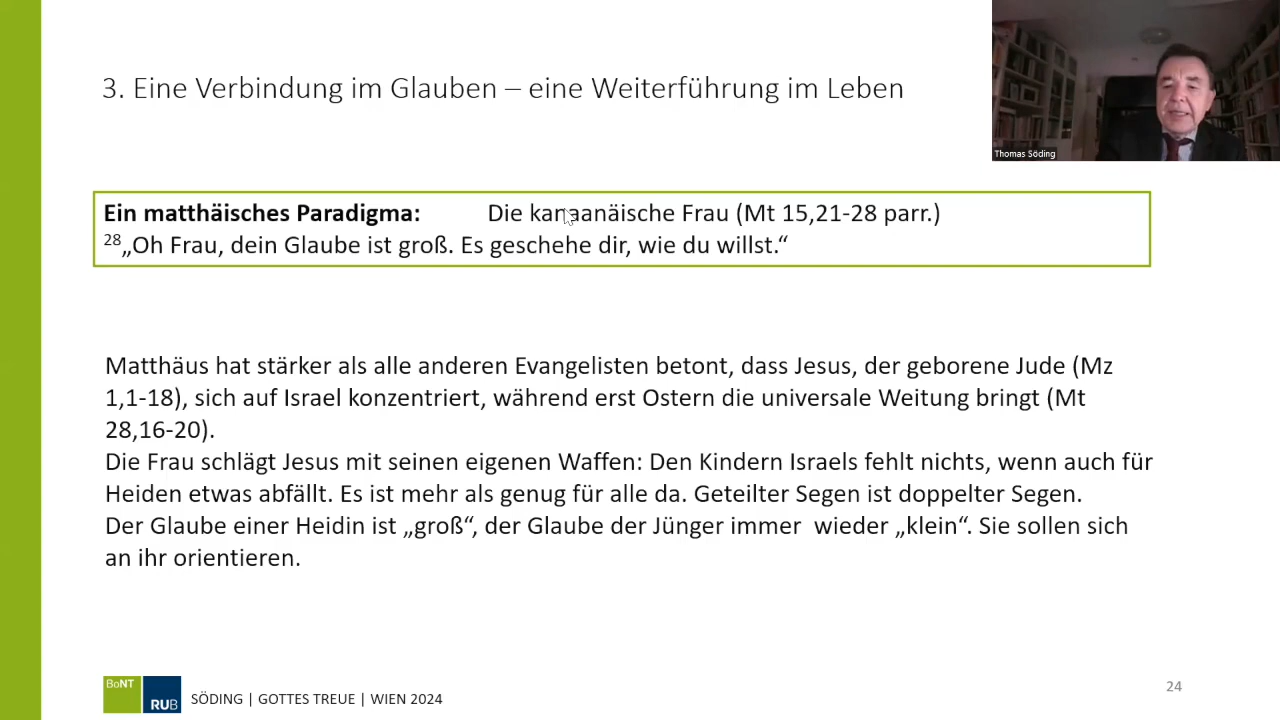 3. Eine Verbindung im Glauben – eine Weiterführung im Leben
Thomas Söding
Ein matthäisches Paradigma: Die kanaanäische Frau (Mt 15,21-28 parr.)
28„Oh Frau, dein Glaube ist groß. Es geschehe dir, wie du willst.“
Matthäus hat stärker als alle anderen Evangelisten betont, dass Jesus, der geborene Jude (Mz
1,1-18), sich auf Israel konzentriert, während erst Ostern die universale Weitung bringt (Mt
28,16-20).
Die Frau schlägt Jesus mit seinen eigenen Waffen: Den Kindern Israels fehlt nichts, wenn auch für
Heiden etwas abfällt. Es ist mehr als genug für alle da. Geteilter Segen ist doppelter Segen.
Der Glaube einer Heidin ist „groß“, der Glaube der Jünger immer wieder „klein“. Sie sollen sich
an ihr orientieren.
BoNT
RUB
SÖDING | GOTTES TREUE | WIEN 2024
24